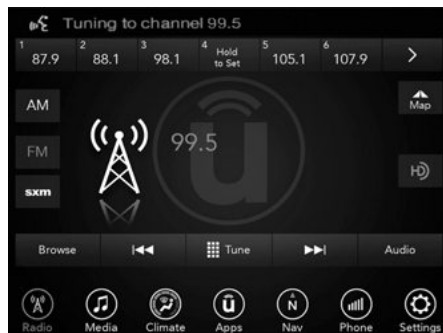 Tuning to channel 99.5
1 87.9 2 88.1 3 98.1 4 Hold to Set 5 105.1 6 107.9
AM
Map
99.5
FM
HD
sxm
Browse Tune Audio
Radio Media Climate Apps Nav Phone Settings